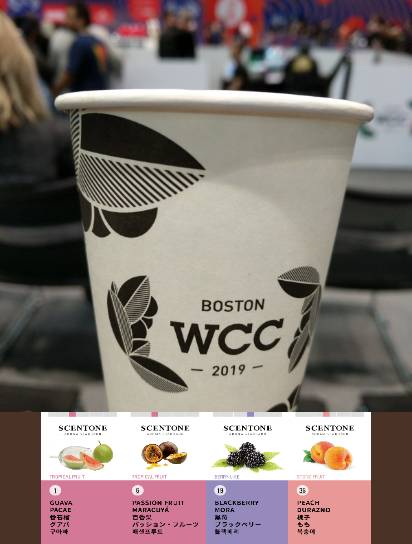 BOSTON
WCC
— 2019 —
SCENTONE
SCENTONE
SCENTONE
SCENTONE
TROPICAL FRUIT
TROPICAL FRUIT
BERRY LIKE
STONE FRUIT
1
GUAVA
PACAE
番石榴
グアバ
구아바
6
PASSION FRUIT
MARACUYÁ
百香果
パッション・フルーツ
패션프루트
19
BLACKBERRY
MORA
黑莓
ブラックベリー
블랙베리
35
PEACH
DURAZNO
桃子
もも
복숭아